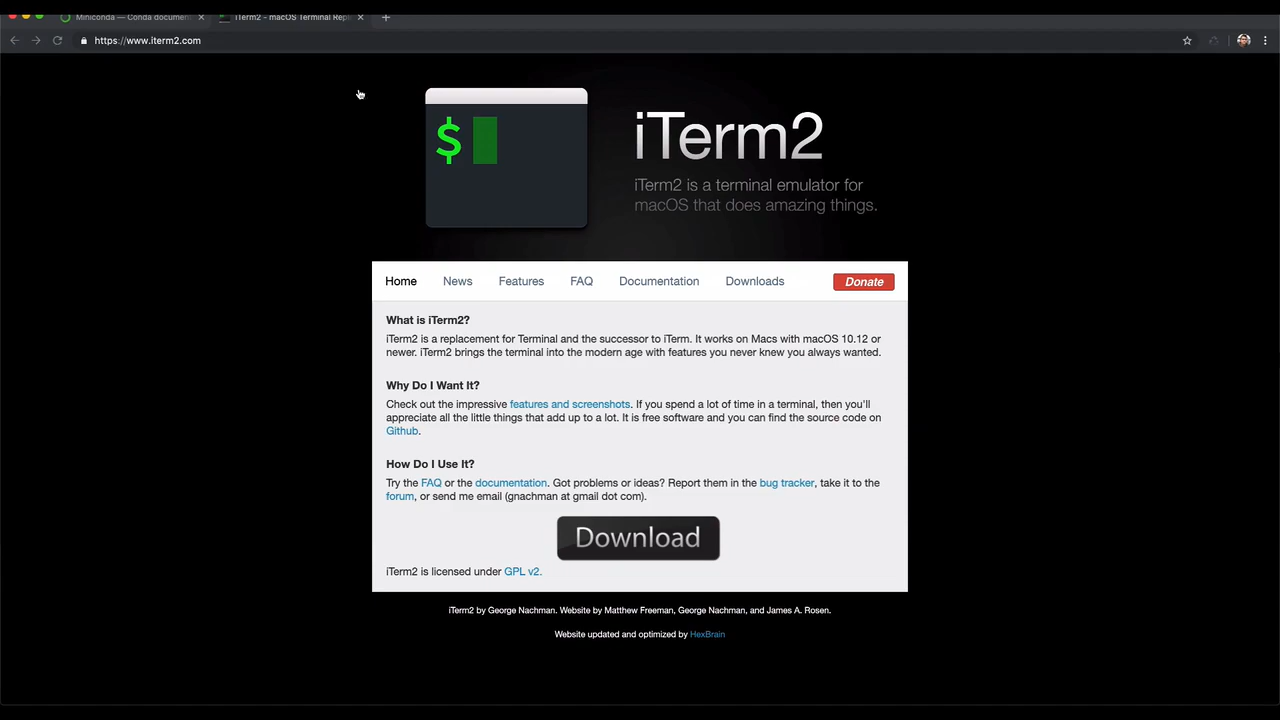 Miniconda — Conda document
iTerm2 - macOS Terminal Repl
https://www.iterm2.com
$
iTerm2
iTerm2 is a terminal emulator for
macOS that does amazing things.
Home News Features FAQ Documentation Downloads Donate
What is iTerm2?
iTerm2 is a replacement for Terminal and the successor to iTerm. It works on Macs with macOS 10.12 or
newer. iTerm2 brings the terminal into the modern age with features you never knew you always wanted.
Why Do I Want It?
Check out the impressive features and screenshots. If you spend a lot of time in a terminal, then you'll
appreciate all the little things that add up to a lot. It is free software and you can find the source code on
Github.
How Do I Use It?
Try the FAQ or the documentation. Got problems or ideas? Report them in the bug tracker, take it to the
forum, or send me email (gnachman at gmail dot com).
Download
iTerm2 is licensed under GPL v2.
iTerm2 by George Nachman. Website by Matthew Freeman, George Nachman, and James A. Rosen.
Website updated and optimized by HexBrain